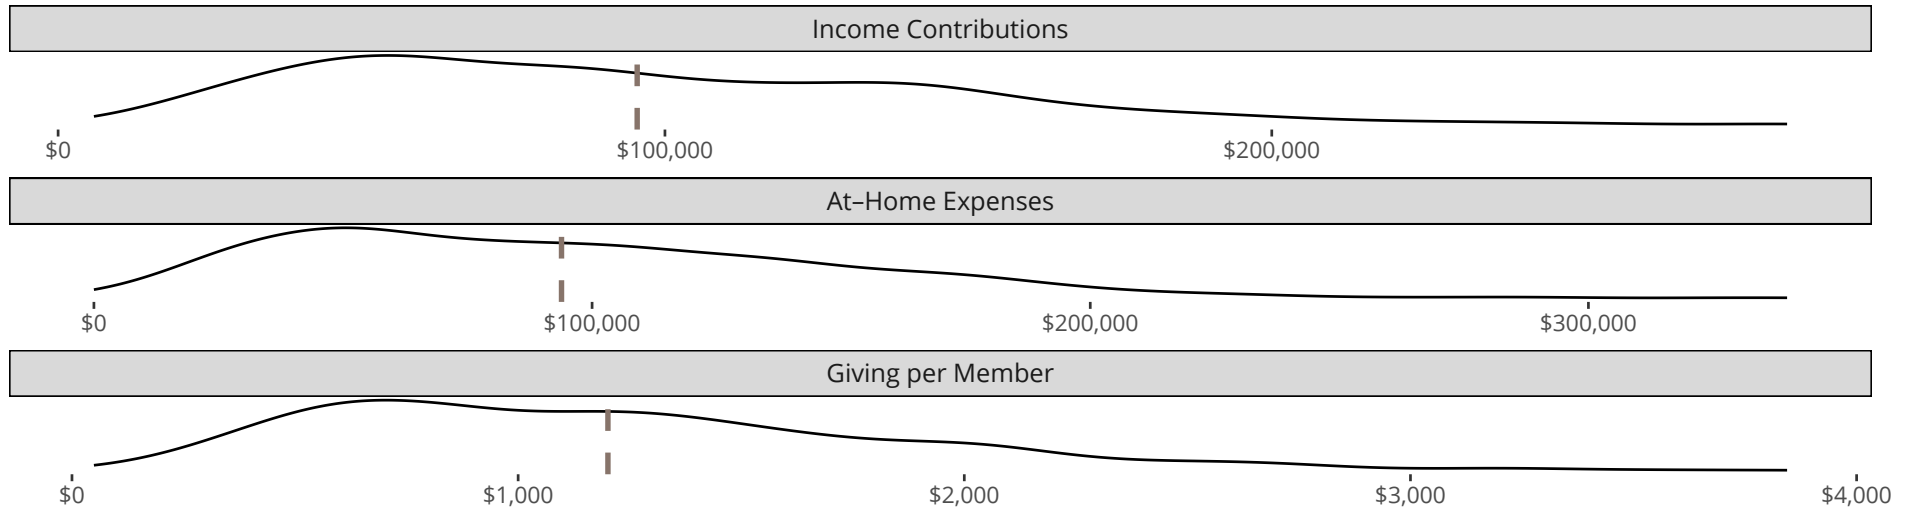 Income Contributions
$0 $100,000 $200,000
At–Home Expenses
$0 $100,000 $200,000 $300,000
Giving per Member
$0 $1,000 $2,000 $3,000 $4,000